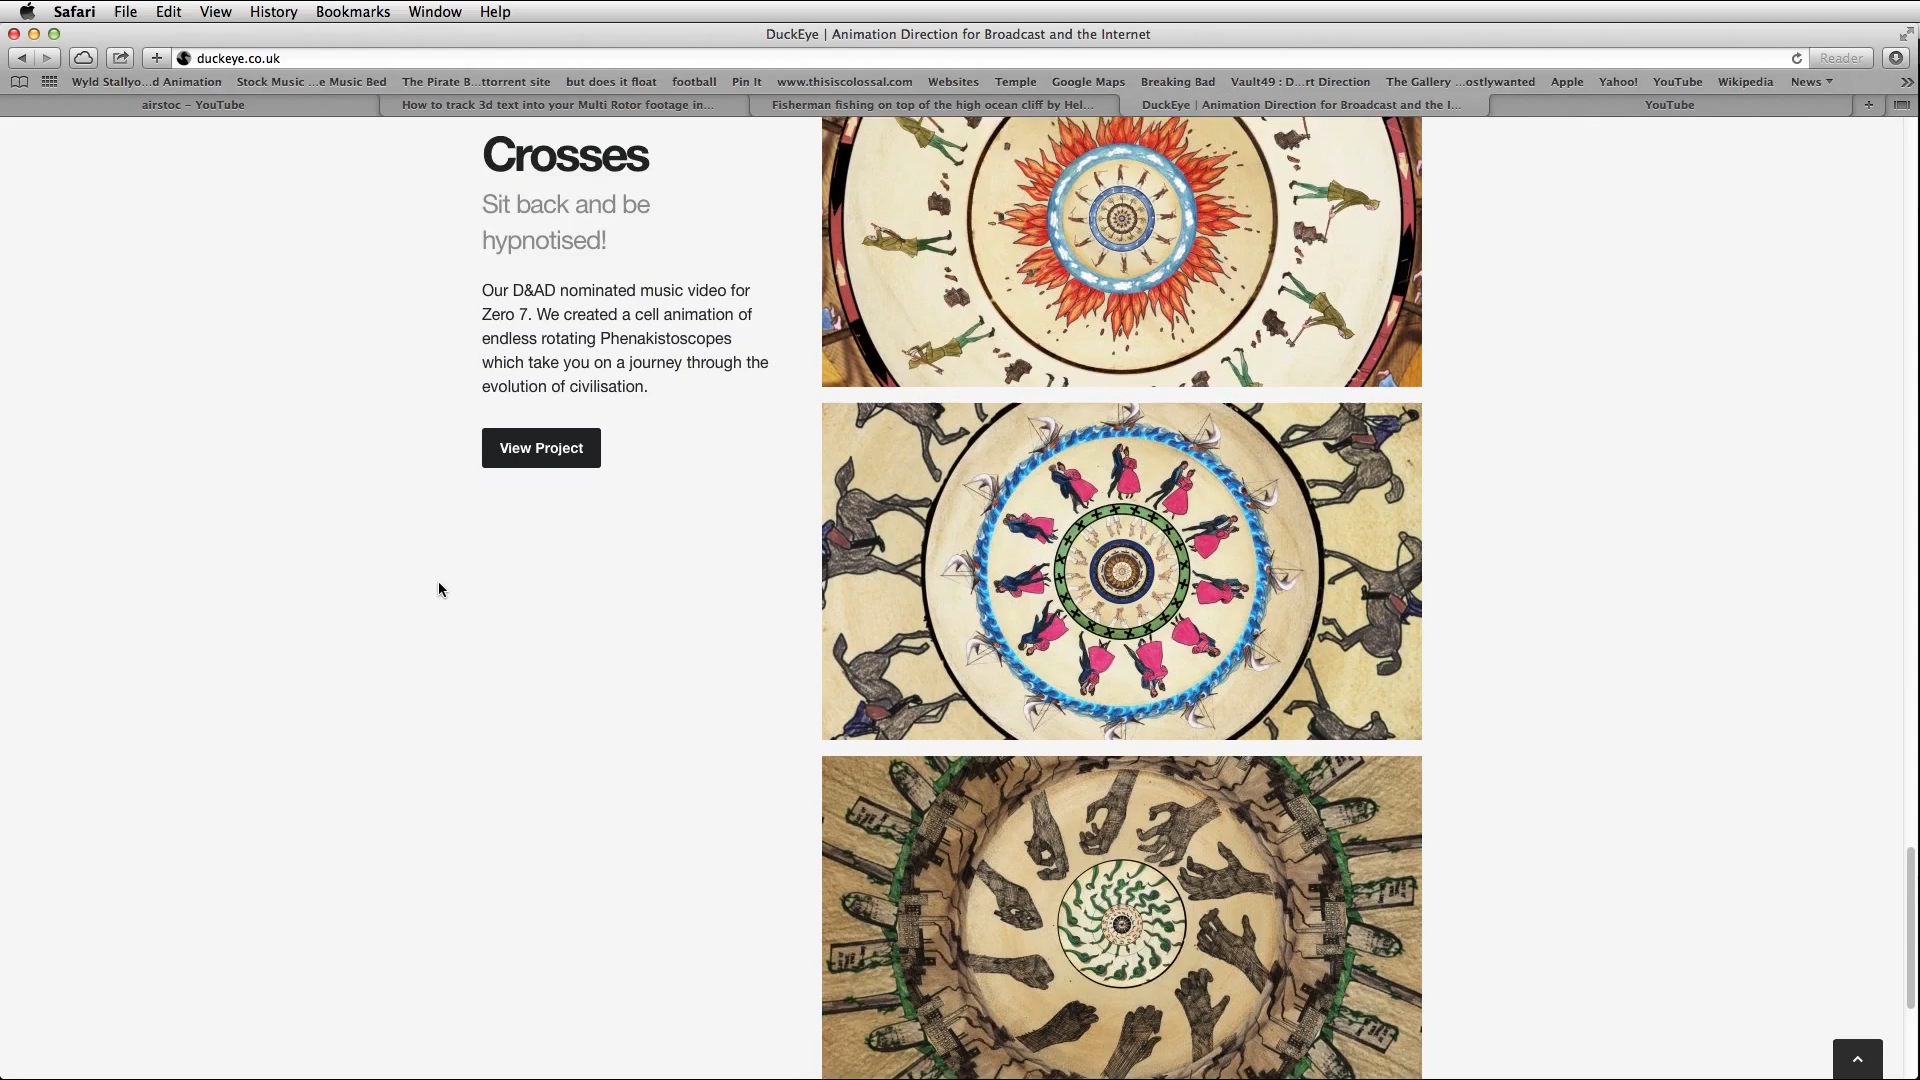 Safari File Edit View History Bookmarks Window Help
DuckEye | Animation Direction for Broadcast and the Internet
duckeye.co.uk
Reader
Wyld Stallyo...d Animation Stock Music ...e Music Bed The Pirate B...ttorrent site but does it float football Pin It www.thisiscolossal.com Websites Temple Google Maps Breaking Bad Vault49 : D...rt Direction The Gallery ...ostlywanted Apple Yahoo! YouTube Wikipedia News
airstoc – YouTube
How to track 3d text into your Multi Rotor footage in...
Fisherman fishing on top of the high ocean cliff by Hel...
DuckEye | Animation Direction for Broadcast and the I...
YouTube
Crosses
Sit back and be
hypnotised!
Our D&AD nominated music video for
Zero 7. We created a cell animation of
endless rotating Phenakistoscopes
which take you on a journey through the
evolution of civilisation.
View Project